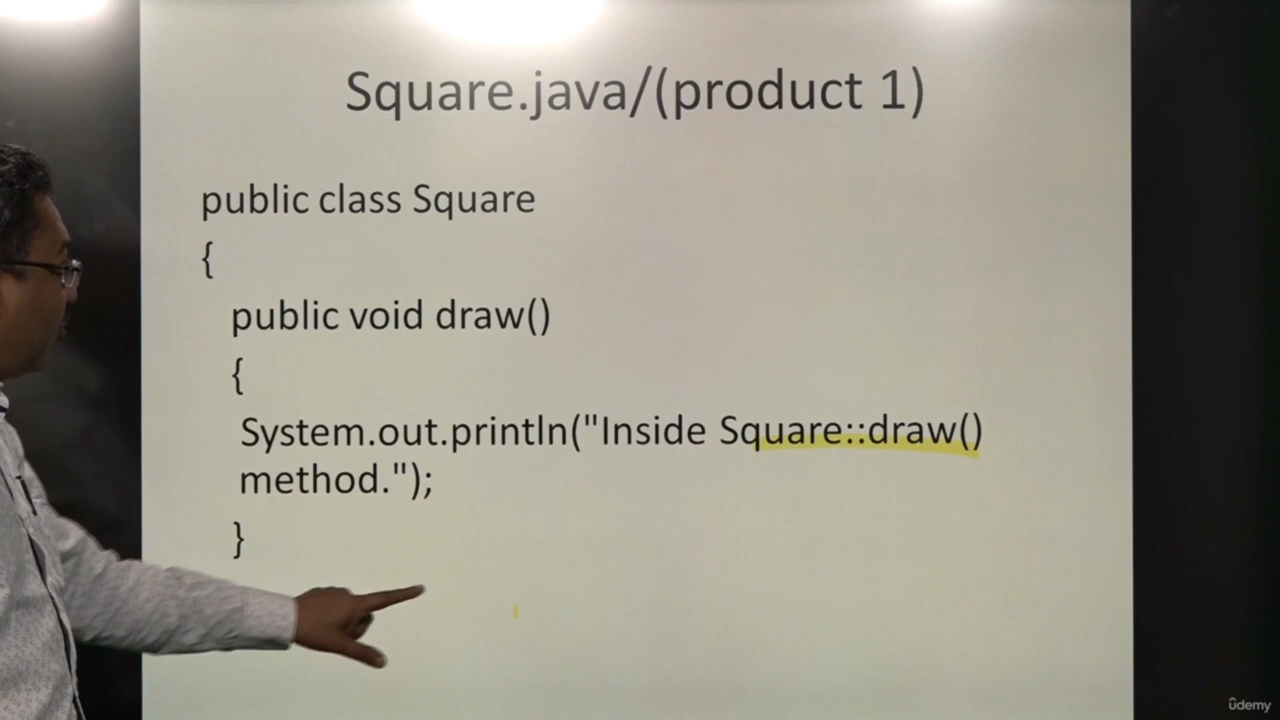 Square.java/(product 1)
public class Square
{
public void draw()
{
System.out.println("Inside Square::draw()
method.");
}
ûdemy